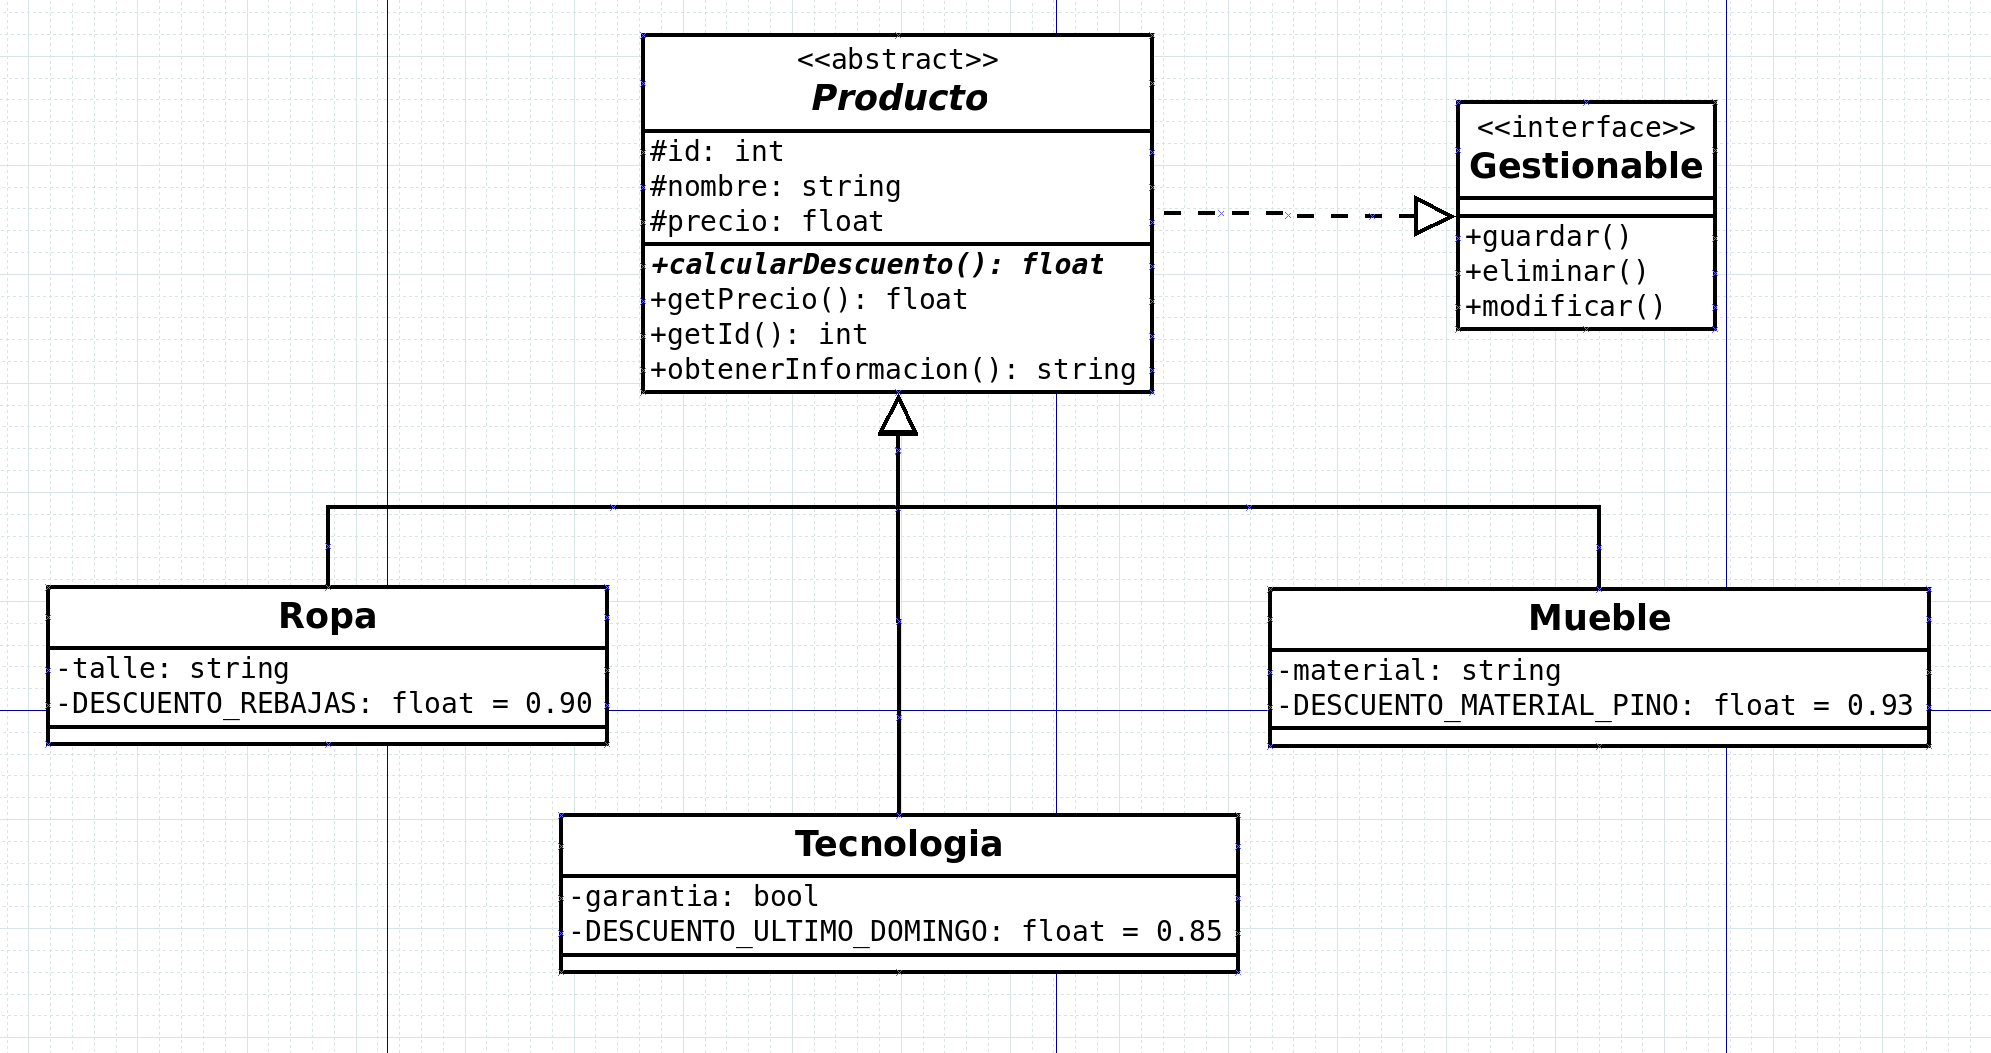 <<abstract>>
Producto
#id: int
#nombre: string
#precio: float
+calcularDescuento(): float
+getPrecio(): float
+getId(): int
+obtenerInformacion(): string
<<interface>>
Gestionable
+guardar()
+eliminar()
+modificar()
Ropa
-talle: string
-DESCUENTO_REBAJAS: float = 0.90
Mueble
-material: string
-DESCUENTO_MATERIAL_PINO: float = 0.93
Tecnologia
-garantia: bool
-DESCUENTO_ULTIMO_DOMINGO: float = 0.85